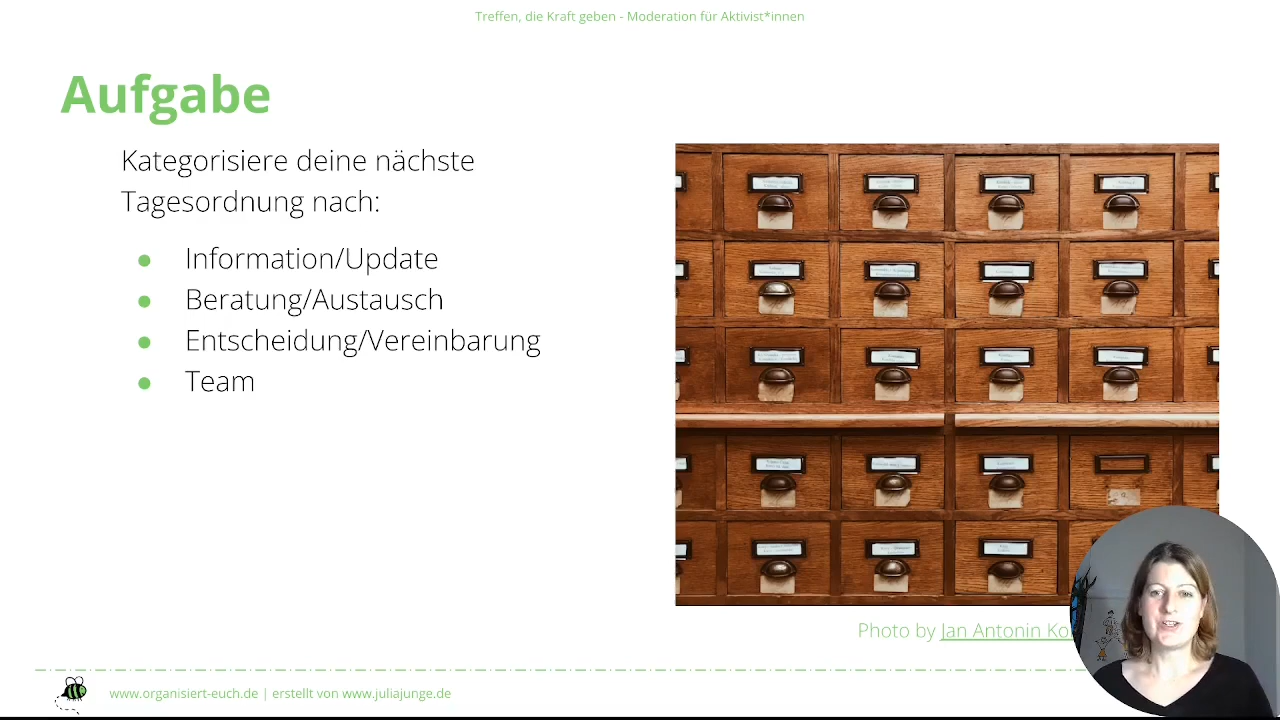 Treffen, die Kraft geben - Moderation für Aktivist*innen
Aufgabe
Kategorisiere deine nächste
Tagesordnung nach:
Information/Update
Beratung/Austausch
Entscheidung/Vereinbarung
Team
Photo by Jan Antonin
www.organisiert-euch.de | erstellt von www.juliajunge.de